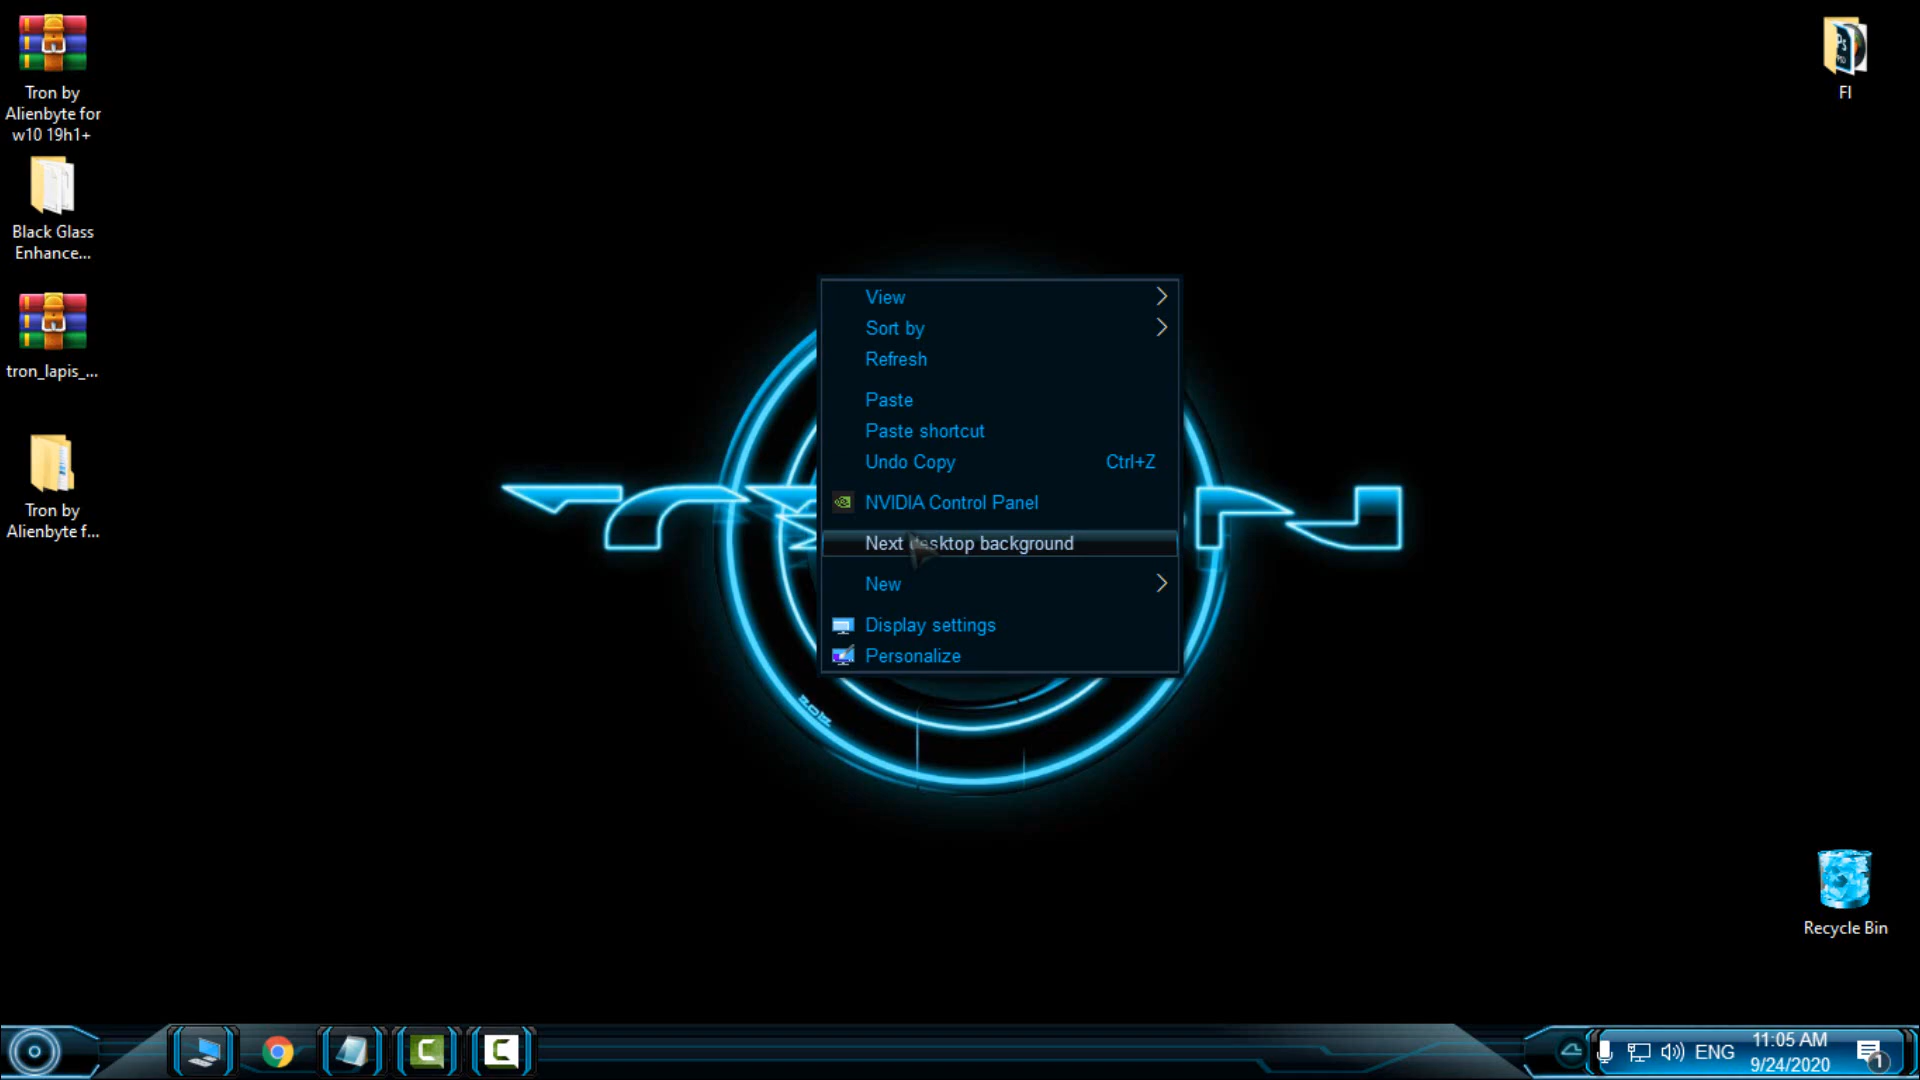 Tron by
Alienbyte for
w10 19h1+
Black Glass
Enhance...
tron_lapis_...
Tron by
Alienbyte f...
FI
View
Sort by
Refresh
Paste
Paste shortcut
Undo Copy Ctrl+Z
NVIDIA Control Panel
Next desktop background
New
Display settings
Personalize
Recycle Bin
ENG
11:05 AM
9/24/2020
1